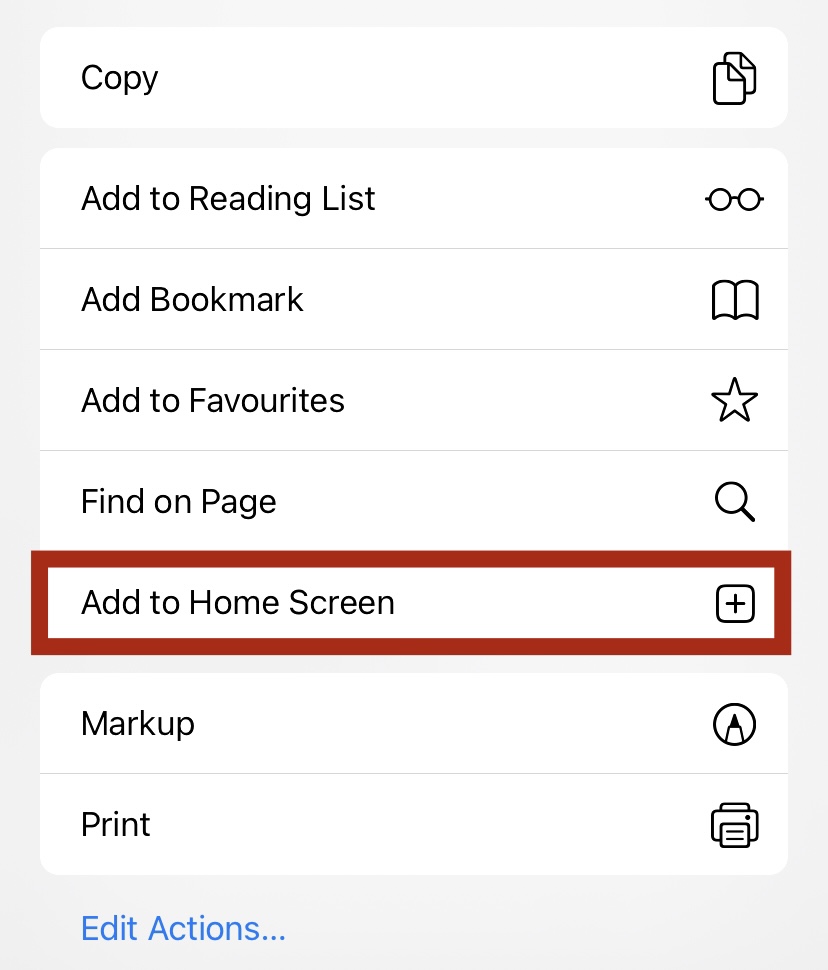 Copy
Add to Reading List
Add Bookmark
Add to Favourites
Find on Page
Add to Home Screen
Markup
Print
Edit Actions...